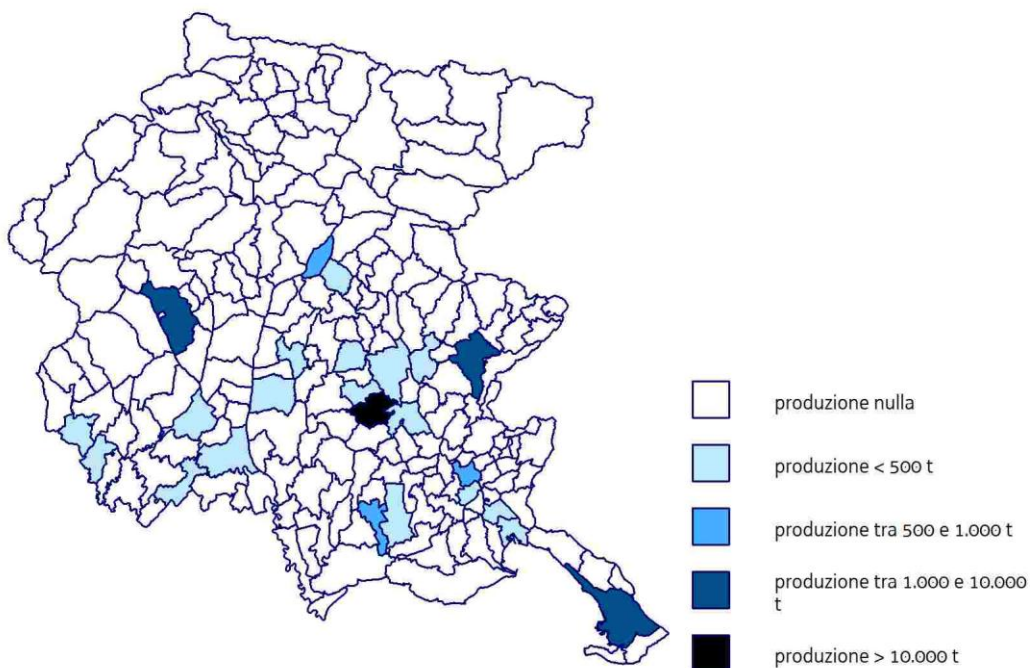 produzione nulla
produzione < 500 t
produzione tra 500 e 1.000 t
produzione tra 1.000 e 10.000
t
produzione > 10.000 t